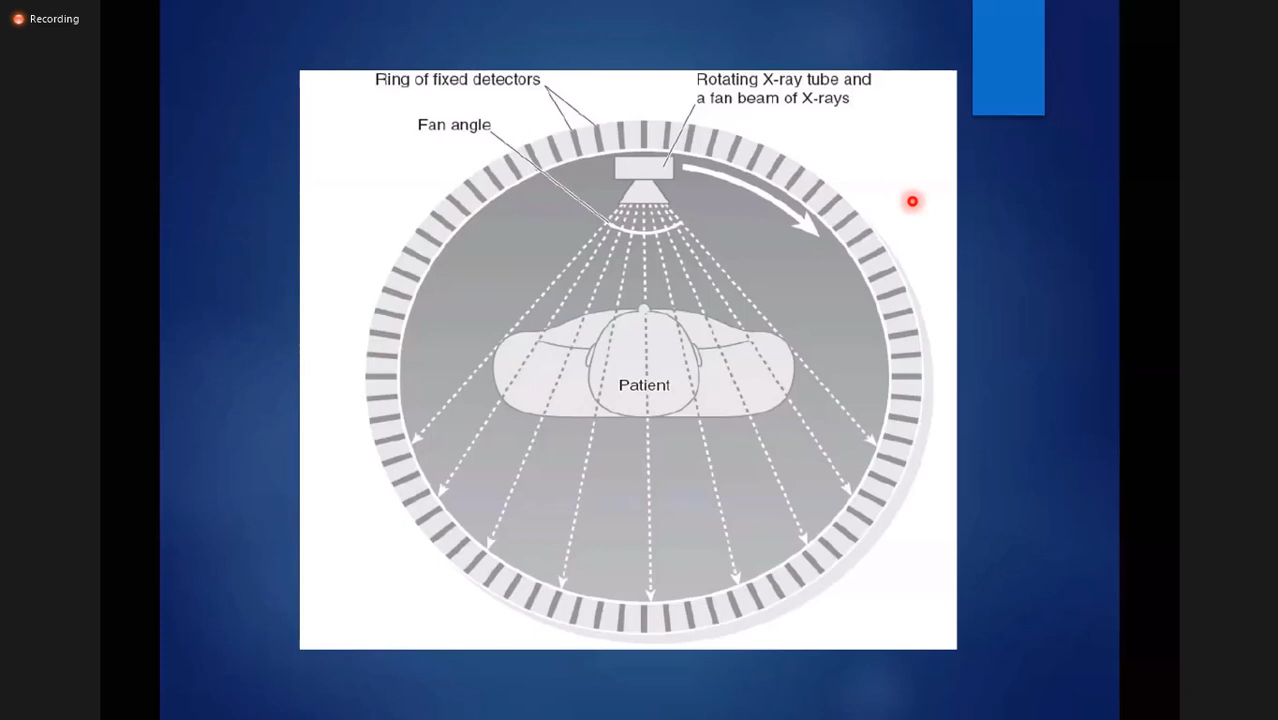 Recording
Ring of fixed detectors
Rotating X-ray tube and
a fan beam of X-rays
Fan angle
Patient